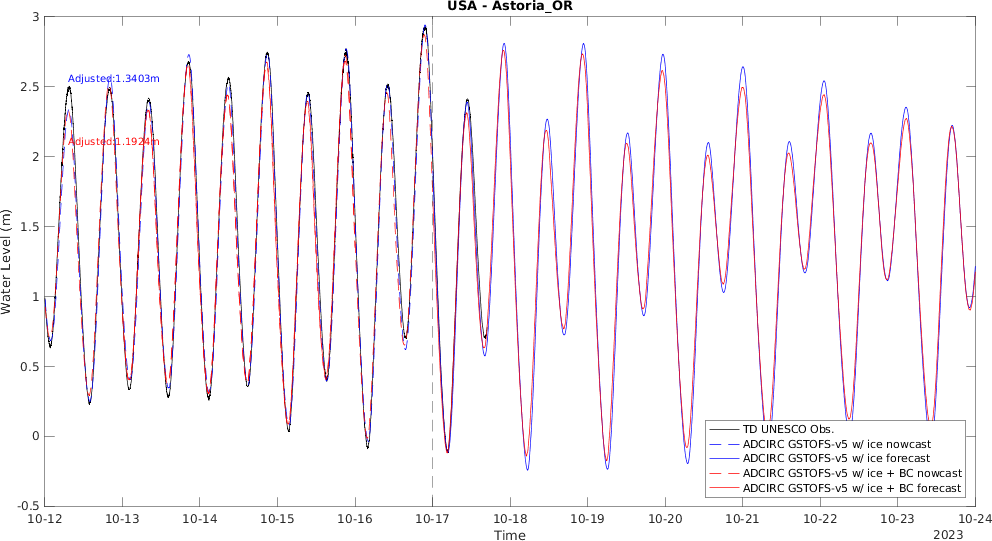 USA - Astoria_OR
3
2.5
2
1.5
1
0.5
0
-0.5
Water Level (m)
Adjusted:1.3403m
Adjusted:1.1924m
TD UNESCO Obs.
ADCIRC GSTOFS-v5 w/ ice nowcast
ADCIRC GSTOFS-v5 w/ ice forecast
ADCIRC GSTOFS-v5 w/ ice + BC nowcast
ADCIRC GSTOFS-v5 w/ ice + BC forecast
10-12 10-13 10-14 10-15 10-16 10-17 10-18 10-19 10-20 10-21 10-22 10-23 10-24
Time
2023